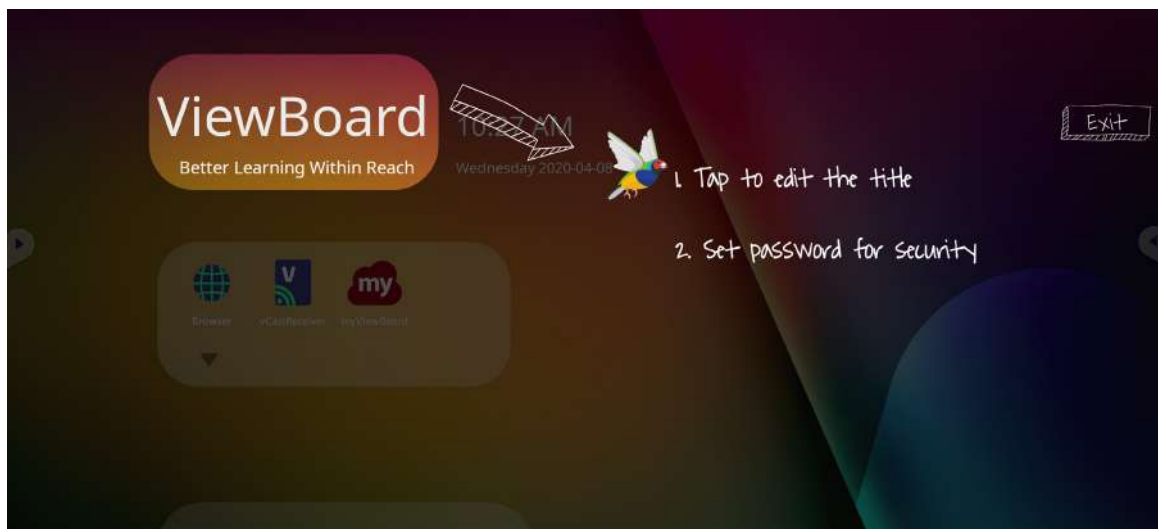 ViewBoard
Better Learning Within Reach
10:27 AM
Wednesday 2020-04-08
Exit
1. Tap to edit the title
2. Set password for security
Browser
vCastReceiver
myViewBoard
my